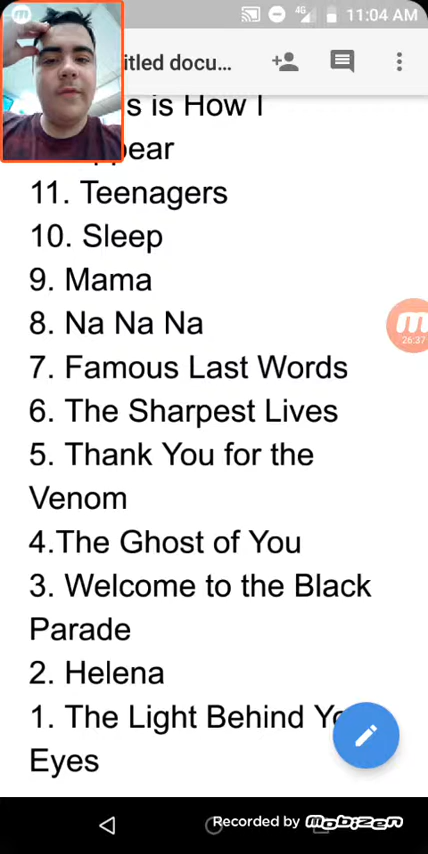 11:04 AM
itled docu...
s is How I
ppear
11. Teenagers
10. Sleep
9. Mama
8. Na Na Na
26:37
7. Famous Last Words
6. The Sharpest Lives
5. Thank You for the
Venom
4.The Ghost of You
3. Welcome to the Black
Parade
2. Helena
1. The Light Behind Yo
Eyes
Recorded by mobizen